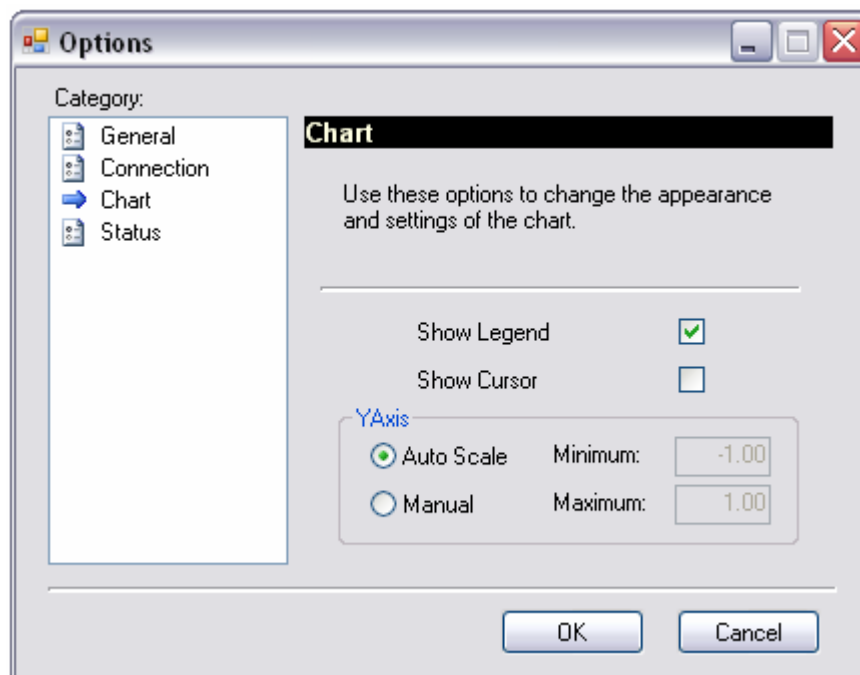 Options
Category:
General
Connection
Chart
Status
Chart
Use these options to change the appearance
and settings of the chart.
Show Legend
Show Cursor
YAxis
Auto Scale Minimum: -1.00
Manual Maximum: 1.00
OK Cancel